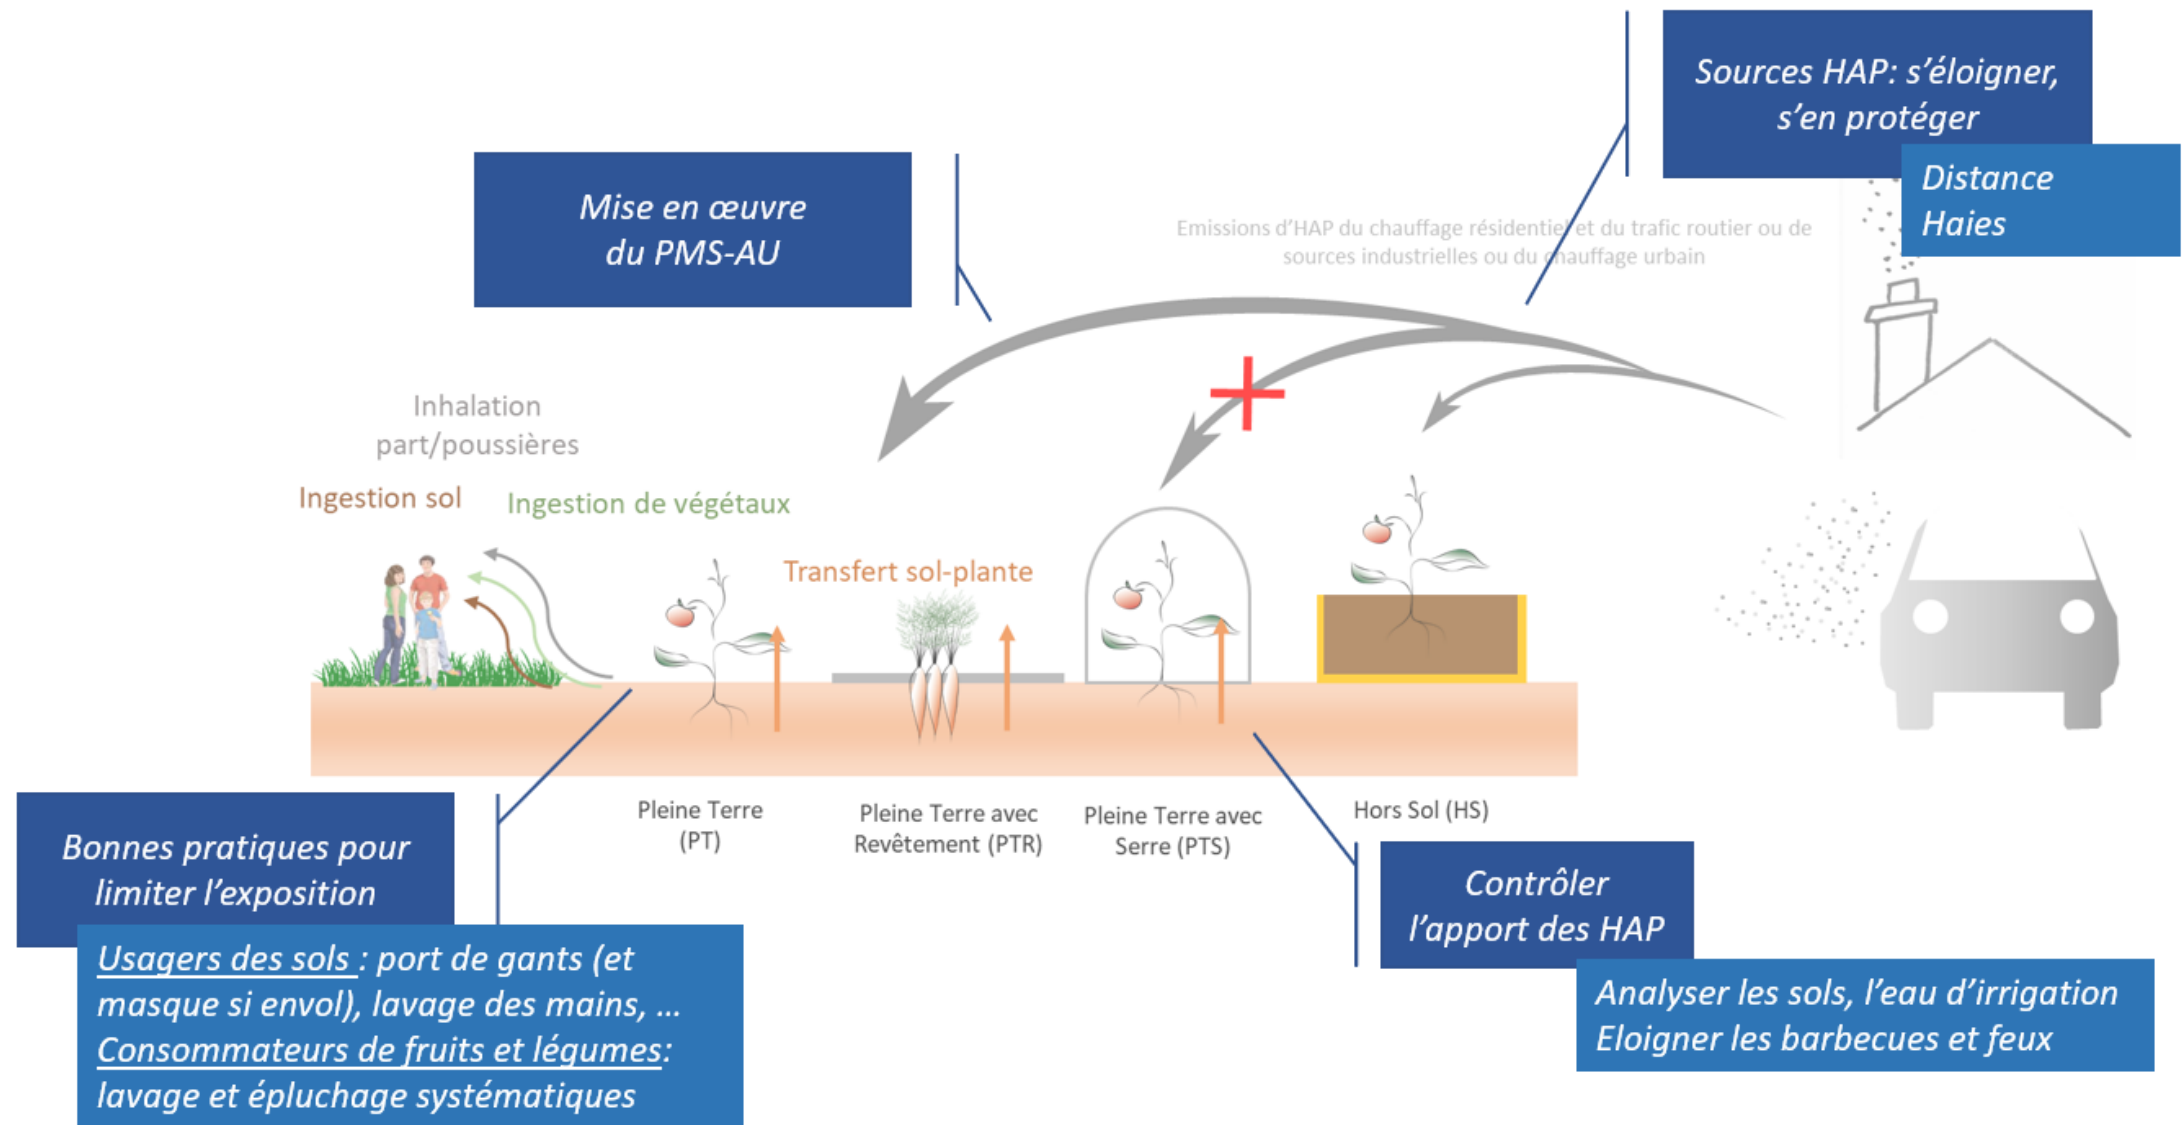 Sources HAP: s’éloigner,
s’en protéger
Distance
Haies
Mise en œuvre
du PMS-AU
Emissions d’HAP du chauffage résidentiel et du trafic routier ou de
sources industrielles ou du chauffage urbain
Inhalation
part/poussières
Ingestion sol
Ingestion de végétaux
Transfert sol-plante
Pleine Terre
(PT)
Pleine Terre avec
Revêtement (PTR)
Pleine Terre avec
Serre (PTS)
Hors Sol (HS)
Bonnes pratiques pour
limiter l’exposition
Usagers des sols : port de gants (et
masque si envol), lavage des mains, …
Consommateurs de fruits et légumes:
lavage et épluchage systématiques
Contrôler
l’apport des HAP
Analyser les sols, l’eau d’irrigation
Eloigner les barbecues et feux